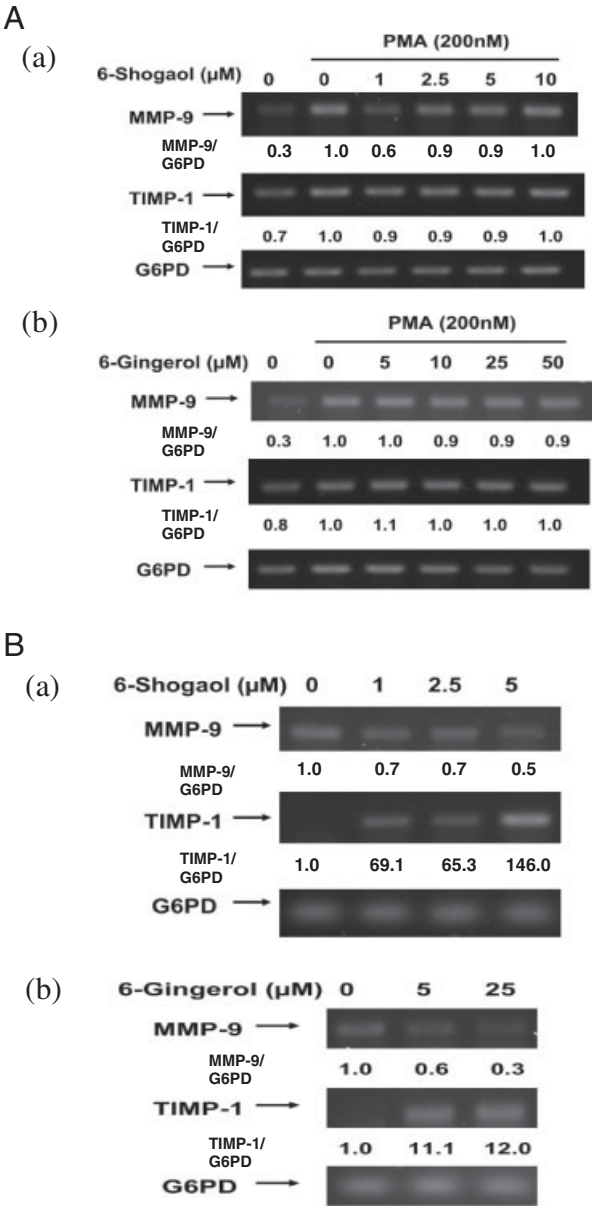 A
(a)
PMA (200nM)
6-Shogaol (µM) 0 0 1 2.5 5 10
MMP-9
MMP-9/
G6PD
0.3 1.0 0.6 0.9 0.9 1.0
TIMP-1
TIMP-1/
G6PD
0.7 1.0 0.9 0.9 0.9 1.0
G6PD
(b)
PMA (200nM)
6-Gingerol (µM) 0 0 5 10 25 50
MMP-9
MMP-9/
G6PD
0.3 1.0 1.0 0.9 0.9 0.9
TIMP-1
TIMP-1/
G6PD
0.8 1.0 1.1 1.0 1.0 1.0
G6PD
B
(a)
6-Shogaol (µM) 0 1 2.5 5
MMP-9
MMP-9/
G6PD
1.0 0.7 0.7 0.5
TIMP-1
TIMP-1/
G6PD
1.0 69.1 65.3 146.0
G6PD
(b)
6-Gingerol (µM) 0 5 25
MMP-9
MMP-9/
G6PD
1.0 0.6 0.3
TIMP-1
TIMP-1/
G6PD
1.0 11.1 12.0
G6PD